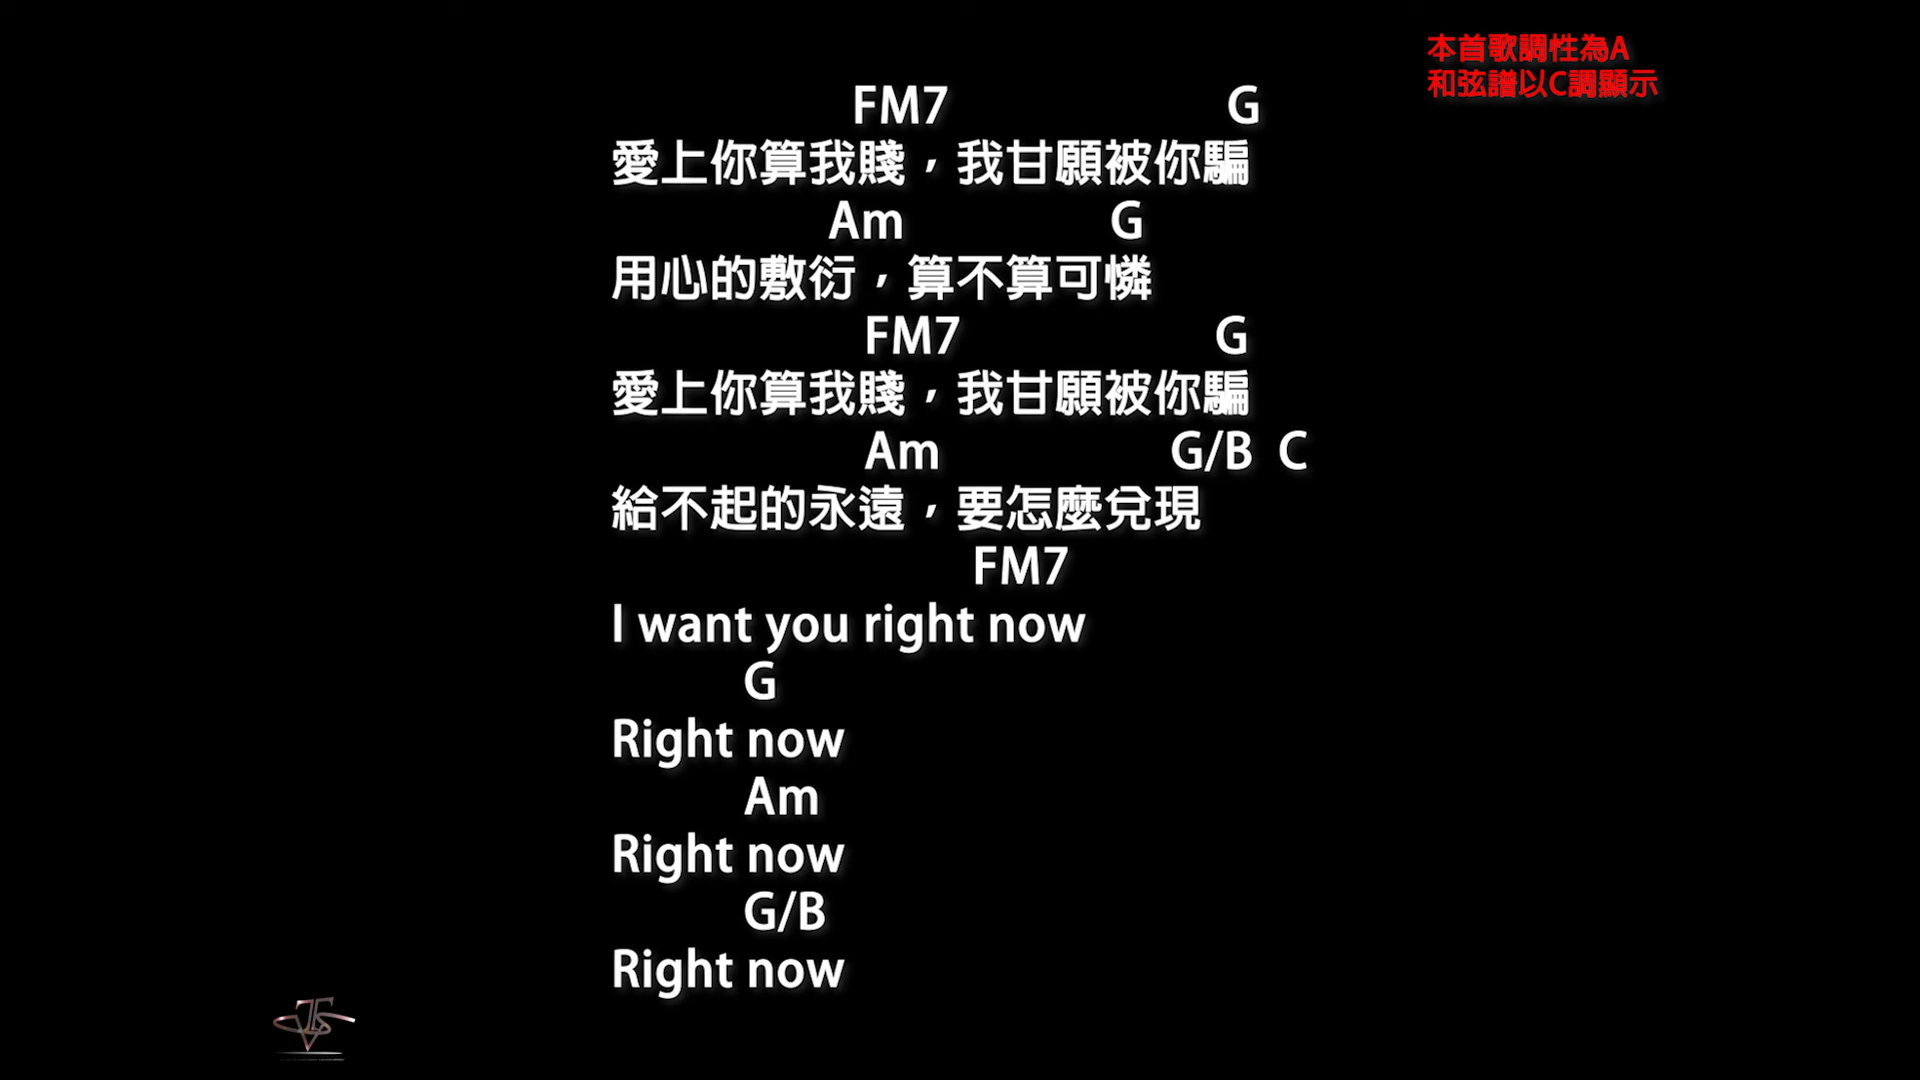 本首歌調性為A
和弦譜以C調顯示
FM7 G
愛上你算我賤，我甘願被你騙
Am G
用心的敷衍，算不算可憐
FM7 G
愛上你算我賤，我甘願被你騙
Am G/B C
給不起的永遠，要怎麼兌現
FM7
I want you right now
G
Right now
Am
Right now
G/B
Right now